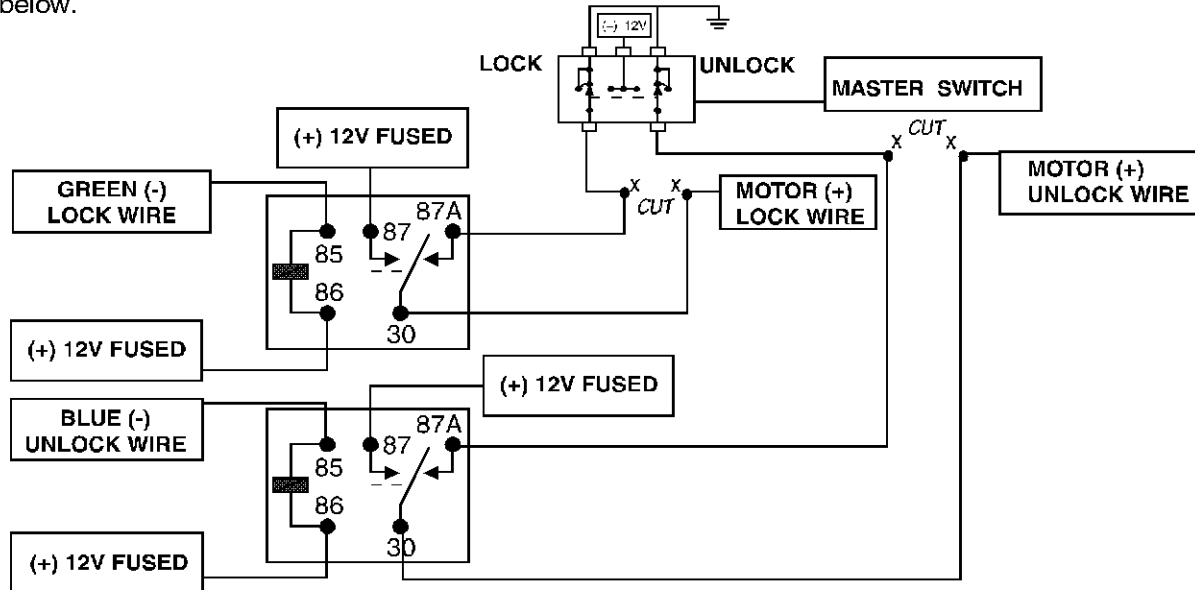 below.
(-) 12V
LOCK
UNLOCK
MASTER SWITCH
(+) 12V FUSED
X CUT X
GREEN (-)
LOCK WIRE
X X
CUT
MOTOR (+)
LOCK WIRE
MOTOR (+)
UNLOCK WIRE
87 87A
85
86
30
(+) 12V FUSED
(+) 12V FUSED
BLUE (-)
UNLOCK WIRE
87 87A
85
86
30
(+) 12V FUSED